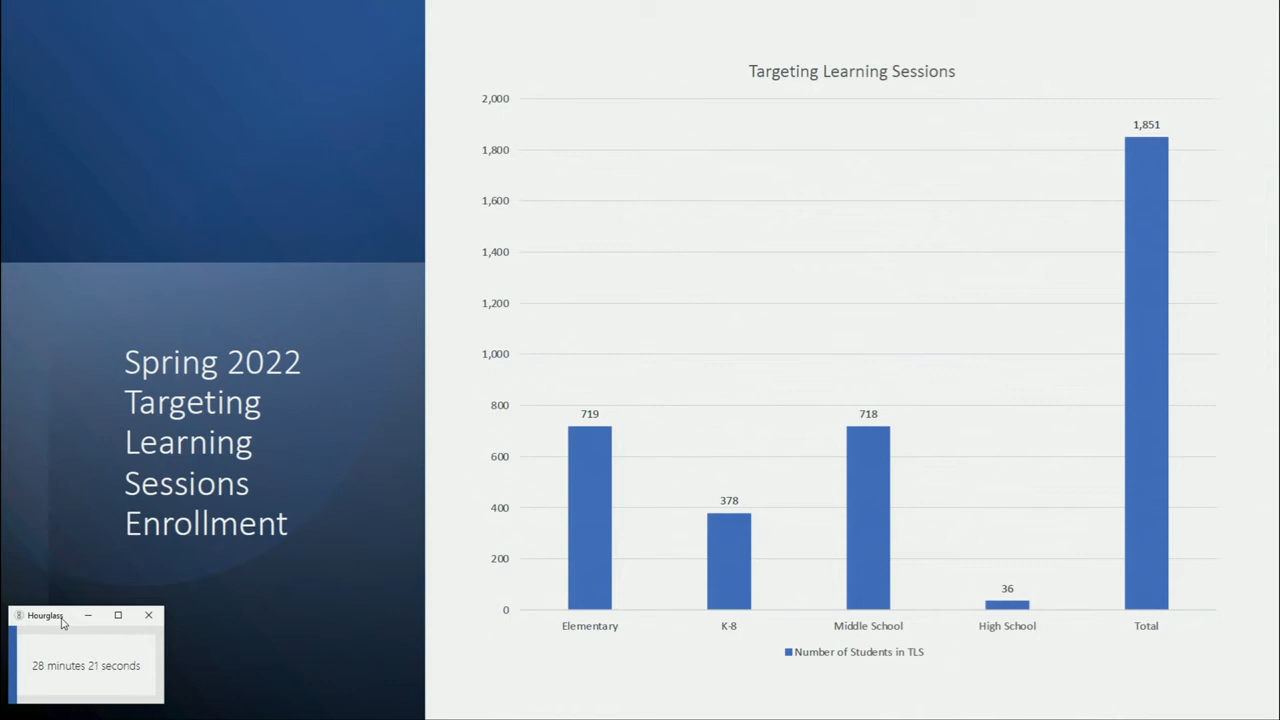 Spring 2022
Targeting
Learning
Sessions
Enrollment
Targeting Learning Sessions
2,000
1,800
1,600
1,400
1,200
1,000
800
600
400
200
0
719
378
718
36
1,851
Elementary
K-8
Middle School
High School
Total
Number of Students in TLS
Hourglass
28 minutes 21 seconds